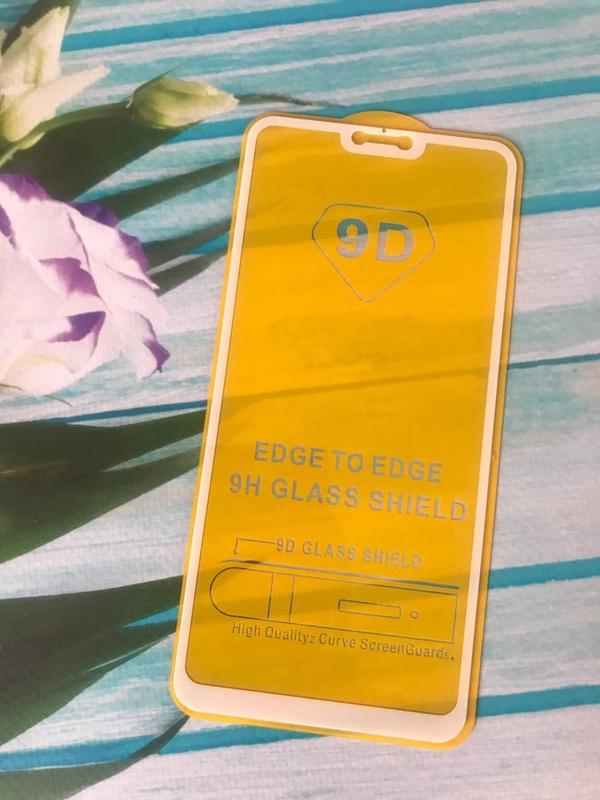 9D
EDGE TO EDGE
9H GLASS SHIELD
9D GLASS SHIELD
High Qualityz Curve ScreenGuards.